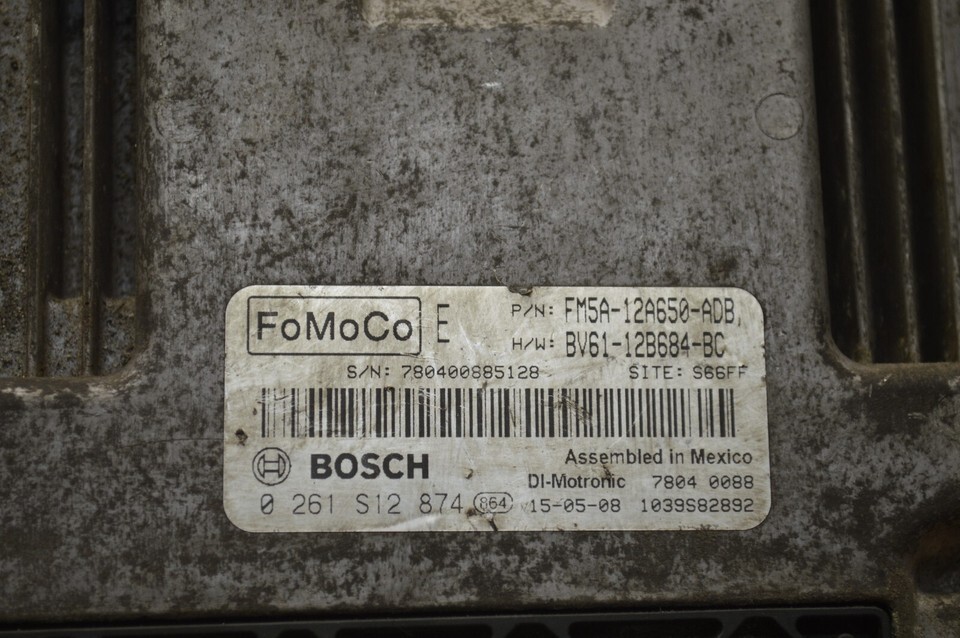 FoMoCo E P/N: FM5A-12A650-ADB,
H/W: BV61-12B684-BC
S/N: 780400885128 SITE: S66FF
BOSCH Assembled in Mexico
DI-Motronic 7804 0088
0 261 S12 874 864 15-05-08 1039S82892